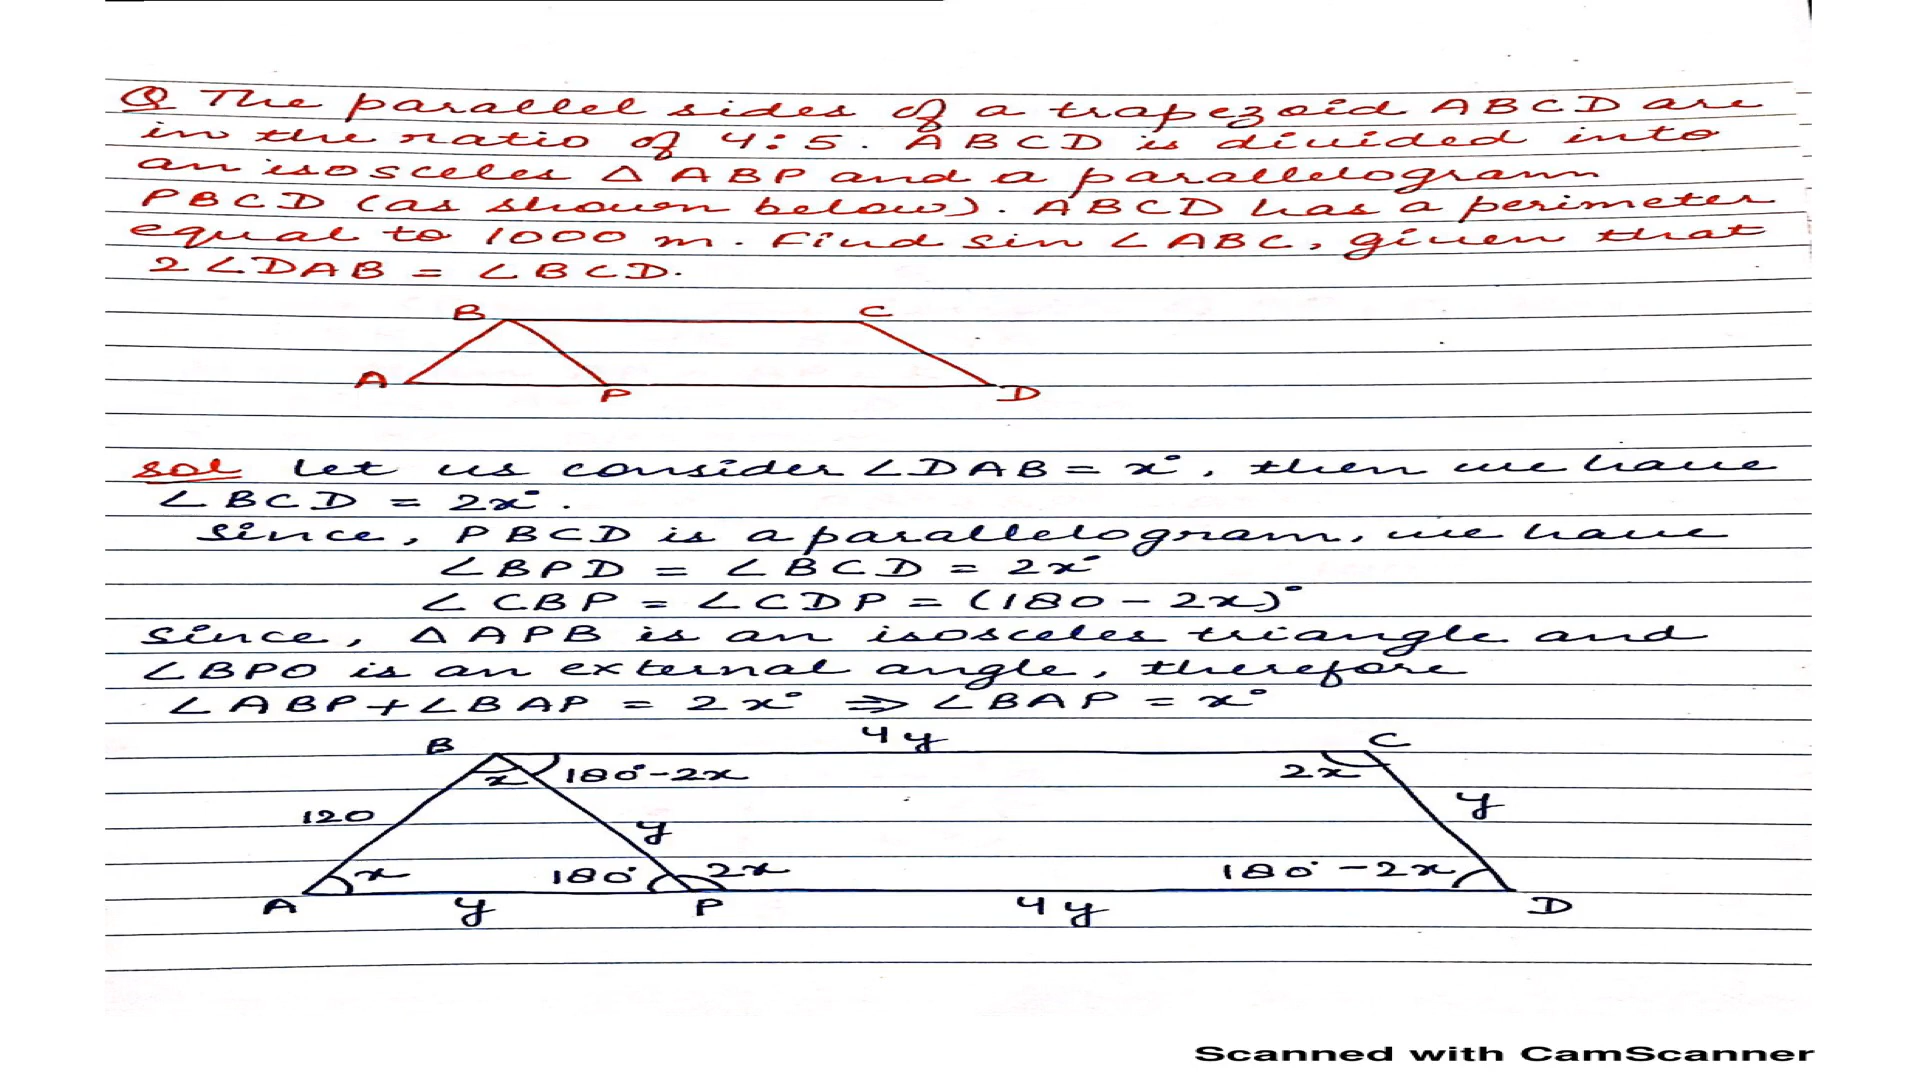 Q The parallel sides of a trapezoid ABCD are
in the ratio of 4:5. ABCD is divided into
an isosceles △ ABP and a parallelogram
PBCD (as shown below). ABCD has a perimeter
equal to 1000 m. Find sin ∠ABC, given that
2∠DAB = ∠BCD.
B C
A P D
Sol Let us consider ∠DAB = x°, then we have
∠BCD = 2x°.
Since, PBCD is a parallelogram, we have
∠BPD = ∠BCD = 2x°
∠CBP = ∠CDP = (180 - 2x)°
Since, △APB is an isosceles triangle and
∠BPO is an external angle, therefore
∠ABP + ∠BAP = 2x° ⇒ ∠BAP = x°
B 4y C
x 180°-2x 2x
120 y y
x 180° 2x 180°-2x
A y P 4y D
Scanned with CamScanner